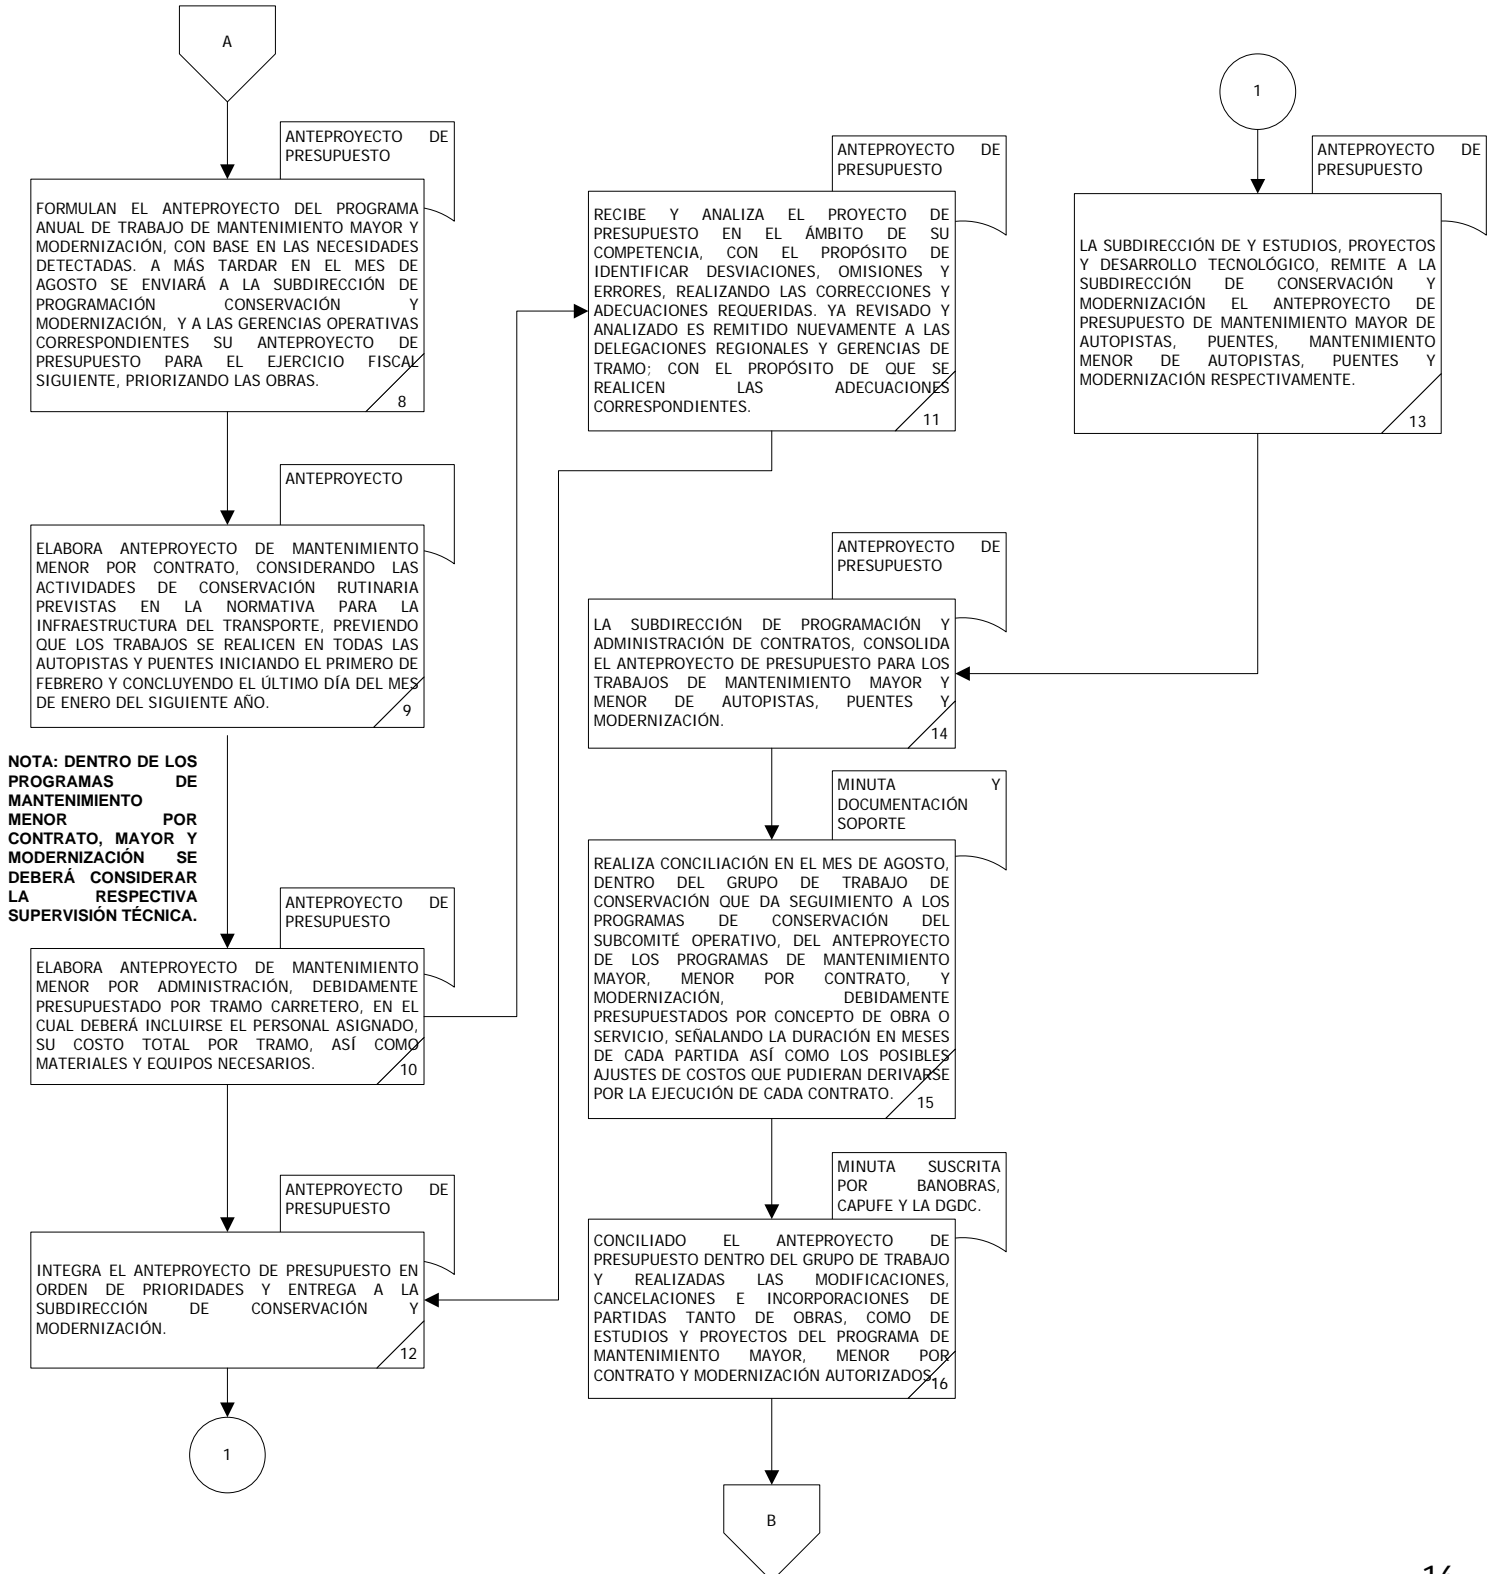 A
ANTEPROYECTO DE
PRESUPUESTO
FORMULAN EL ANTEPROYECTO DEL PROGRAMA
ANUAL DE TRABAJO DE MANTENIMIENTO MAYOR Y
MODERNIZACIÓN, CON BASE EN LAS NECESIDADES
DETECTADAS. A MÁS TARDAR EN EL MES DE
AGOSTO SE ENVIARÁ A LA SUBDIRECCIÓN DE
PROGRAMACIÓN CONSERVACIÓN Y
MODERNIZACIÓN, Y A LAS GERENCIAS OPERATIVAS
CORRESPONDIENTES SU ANTEPROYECTO DE
PRESUPUESTO PARA EL EJERCICIO FISCAL
SIGUIENTE, PRIORIZANDO LAS OBRAS.
8
ANTEPROYECTO
ELABORA ANTEPROYECTO DE MANTENIMIENTO
MENOR POR CONTRATO, CONSIDERANDO LAS
ACTIVIDADES DE CONSERVACIÓN RUTINARIA
PREVISTAS EN LA NORMATIVA PARA LA
INFRAESTRUCTURA DEL TRANSPORTE, PREVIENDO
QUE LOS TRABAJOS SE REALICEN EN TODAS LAS
AUTOPISTAS Y PUENTES INICIANDO EL PRIMERO DE
FEBRERO Y CONCLUYENDO EL ÚLTIMO DÍA DEL MES
DE ENERO DEL SIGUIENTE AÑO.
9
NOTA: DENTRO DE LOS
PROGRAMAS DE
MANTENIMIENTO
MENOR POR
CONTRATO, MAYOR Y
MODERNIZACIÓN SE
DEBERÁ CONSIDERAR
LA RESPECTIVA
SUPERVISIÓN TÉCNICA.
ANTEPROYECTO DE
PRESUPUESTO
ELABORA ANTEPROYECTO DE MANTENIMIENTO
MENOR POR ADMINISTRACIÓN, DEBIDAMENTE
PRESUPUESTADO POR TRAMO CARRETERO, EN EL
CUAL DEBERÁ INCLUIRSE EL PERSONAL ASIGNADO,
SU COSTO TOTAL POR TRAMO, ASÍ COMO
MATERIALES Y EQUIPOS NECESARIOS.
10
ANTEPROYECTO DE
PRESUPUESTO
INTEGRA EL ANTEPROYECTO DE PRESUPUESTO EN
ORDEN DE PRIORIDADES Y ENTREGA A LA
SUBDIRECCIÓN DE CONSERVACIÓN Y
MODERNIZACIÓN.
12
1
ANTEPROYECTO DE
PRESUPUESTO
RECIBE Y ANALIZA EL PROYECTO DE
PRESUPUESTO EN EL ÁMBITO DE SU
COMPETENCIA, CON EL PROPÓSITO DE
IDENTIFICAR DESVIACIONES, OMISIONES Y
ERRORES, REALIZANDO LAS CORRECCIONES Y
ADECUACIONES REQUERIDAS. YA REVISADO Y
ANALIZADO ES REMITIDO NUEVAMENTE A LAS
DELEGACIONES REGIONALES Y GERENCIAS DE
TRAMO; CON EL PROPÓSITO DE QUE SE
REALICEN LAS ADECUACIONES
CORRESPONDIENTES.
11
ANTEPROYECTO DE
PRESUPUESTO
LA SUBDIRECCIÓN DE PROGRAMACIÓN Y
ADMINISTRACIÓN DE CONTRATOS, CONSOLIDA
EL ANTEPROYECTO DE PRESUPUESTO PARA LOS
TRABAJOS DE MANTENIMIENTO MAYOR Y
MENOR DE AUTOPISTAS, PUENTES Y
MODERNIZACIÓN.
14
MINUTA Y
DOCUMENTACIÓN
SOPORTE
REALIZA CONCILIACIÓN EN EL MES DE AGOSTO,
DENTRO DEL GRUPO DE TRABAJO DE
CONSERVACIÓN QUE DA SEGUIMIENTO A LOS
PROGRAMAS DE CONSERVACIÓN DEL
SUBCOMITÉ OPERATIVO, DEL ANTEPROYECTO
DE LOS PROGRAMAS DE MANTENIMIENTO
MAYOR, MENOR POR CONTRATO, Y
MODERNIZACIÓN, DEBIDAMENTE
PRESUPUESTADOS POR CONCEPTO DE OBRA O
SERVICIO, SEÑALANDO LA DURACIÓN EN MESES
DE CADA PARTIDA ASÍ COMO LOS POSIBLES
AJUSTES DE COSTOS QUE PUDIERAN DERIVARSE
POR LA EJECUCIÓN DE CADA CONTRATO.
15
MINUTA SUSCRITA
POR BANOBRAS,
CAPUFE Y LA DGDC.
CONCILIADO EL ANTEPROYECTO DE
PRESUPUESTO DENTRO DEL GRUPO DE TRABAJO
Y REALIZADAS LAS MODIFICACIONES,
CANCELACIONES E INCORPORACIONES DE
PARTIDAS TANTO DE OBRAS, COMO DE
ESTUDIOS Y PROYECTOS DEL PROGRAMA DE
MANTENIMIENTO MAYOR, MENOR POR
CONTRATO Y MODERNIZACIÓN AUTORIZADOS.
16
B
1
ANTEPROYECTO DE
PRESUPUESTO
LA SUBDIRECCIÓN DE Y ESTUDIOS, PROYECTOS
Y DESARROLLO TECNOLÓGICO, REMITE A LA
SUBDIRECCIÓN DE CONSERVACIÓN Y
MODERNIZACIÓN EL ANTEPROYECTO DE
PRESUPUESTO DE MANTENIMIENTO MAYOR DE
AUTOPISTAS, PUENTES, MANTENIMIENTO
MENOR DE AUTOPISTAS, PUENTES Y
MODERNIZACIÓN RESPECTIVAMENTE.
13